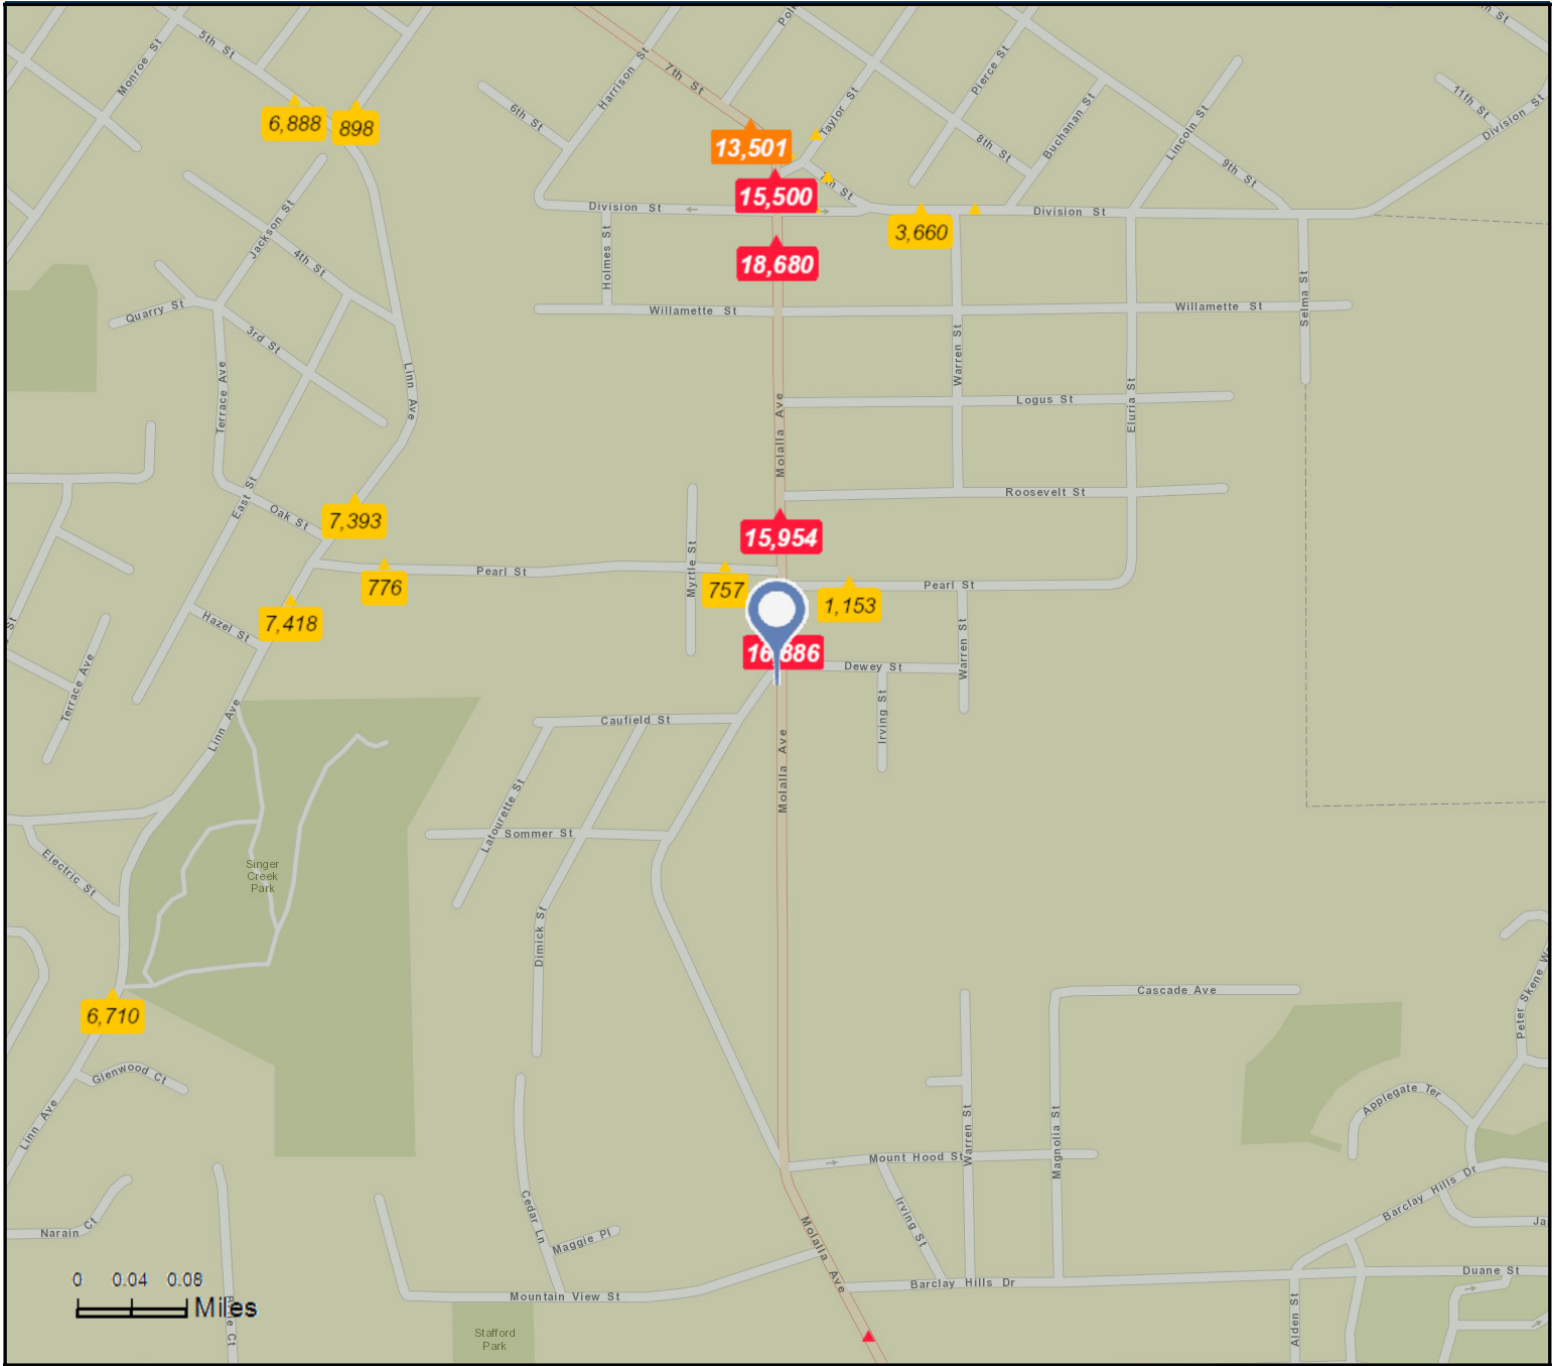 5th St
Monroe St
Harrison St
7th St
Taylor St
Pierce St
11th St
Division St
6,888
898
6th St
13,501
8th St
Buchanan St
Lincoln St
9th St
15,500
7th St
Division St
Division St
Jackson St
3,660
4th St
Holmes St
18,680
Quarry St
Willamette St
Willamette St
Selma St
3rd St
Warren St
Terrace Ave
Linn Ave
Molalla Ave
Logus St
Eluria St
East St
Roosevelt St
Oak St
7,393
15,954
Pearl St
776
Myrtle St
757
Pearl St
1,153
7,418
Hazel St
St
Warren St
Dewey St
Terrace Ave
Linn Ave
Caufield St
Irving St
Molalla Ave
Latourette St
Sommer St
Electric St
Singer
Creek
Park
Dimick St
Cascade Ave
6,710
Peter Skene
Glenwood Ct
Linn Ave
Applegate Ter
Warren St
Magnolia St
Mount Hood St
Barclay Hills Dr
Narain Ct
Cedar Ln
Maggie Pl
Molalla Ave
Irving St
0 0.04 0.08
Miles
Mountain View St
Barclay Hills Dr
Duane St
Alden St
Stafford
Park